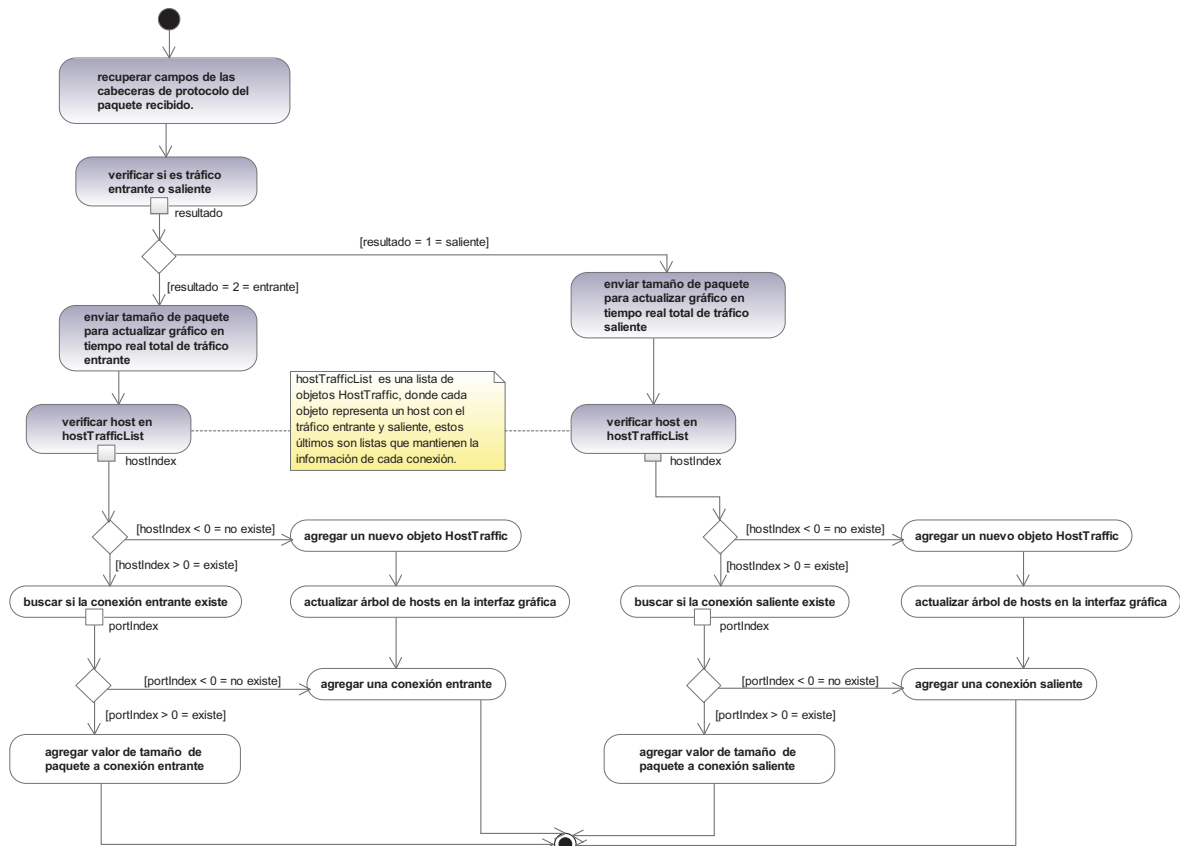 recuperar campos de las
cabeceras de protocolo del
paquete recibido.
verificar si es tráfico
entrante o saliente
resultado
[resultado = 1 = saliente]
[resultado = 2 = entrante]
enviar tamaño de paquete
para actualizar gráfico en
tiempo real total de tráfico
saliente
enviar tamaño de paquete
para actualizar gráfico en
tiempo real total de tráfico
entrante
hostTrafficList es una lista de
objetos HostTraffic, donde cada
objeto representa un host con el
tráfico entrante y saliente, estos
últimos son listas que mantienen la
información de cada conexión.
verificar host en
hostTrafficList
hostIndex
verificar host en
hostTrafficList
hostIndex
[hostIndex < 0 = no existe]
agregar un nuevo objeto HostTraffic
[hostIndex > 0 = existe]
buscar si la conexión entrante existe
actualizar árbol de hosts en la interfaz gráfica
portIndex
[portIndex < 0 = no existe]
agregar una conexión entrante
[portIndex > 0 = existe]
agregar valor de tamaño de
paquete a conexión entrante
[hostIndex < 0 = no existe]
agregar un nuevo objeto HostTraffic
[hostIndex > 0 = existe]
buscar si la conexión saliente existe
actualizar árbol de hosts en la interfaz gráfica
portIndex
[portIndex < 0 = no existe]
agregar una conexión saliente
[portIndex > 0 = existe]
agregar valor de tamaño de
paquete a conexión saliente